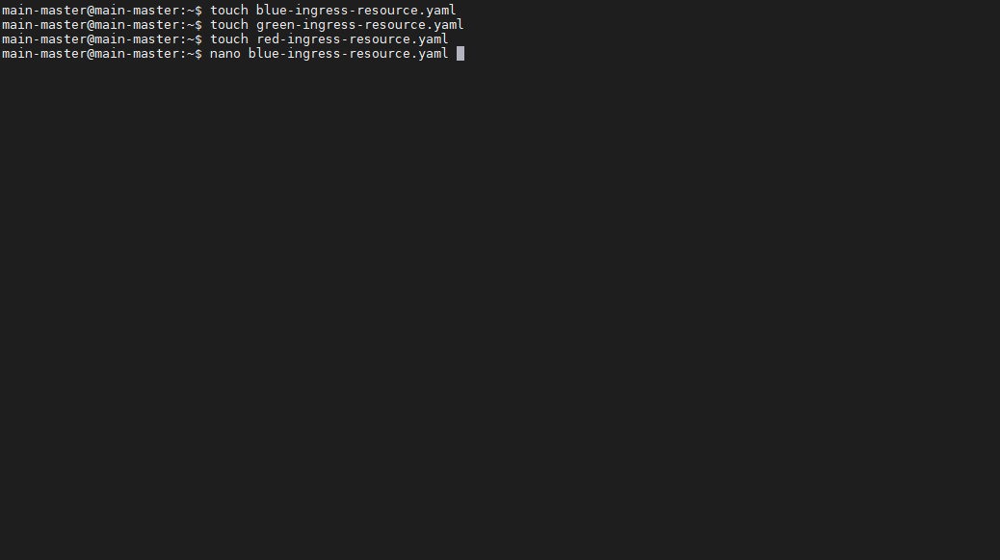 main-master@main-master:~$ touch blue-ingress-resource.yaml
main-master@main-master:~$ touch green-ingress-resource.yaml
main-master@main-master:~$ touch red-ingress-resource.yaml
main-master@main-master:~$ nano blue-ingress-resource.yaml